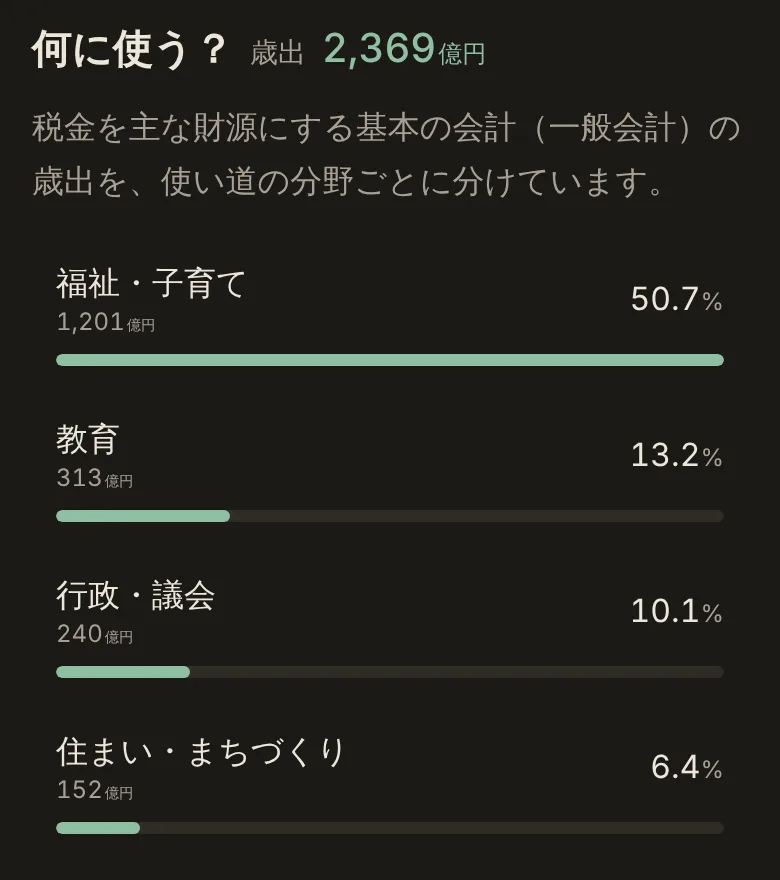 何に使う？ 歳出 2,369億円
税金を主な財源にする基本の会計（一般会計）の
歳出を、使い道の分野ごとに分けています。
福祉・子育て
1,201億円
50.7%
教育
313億円
13.2%
行政・議会
240億円
10.1%
住まい・まちづくり
152億円
6.4%